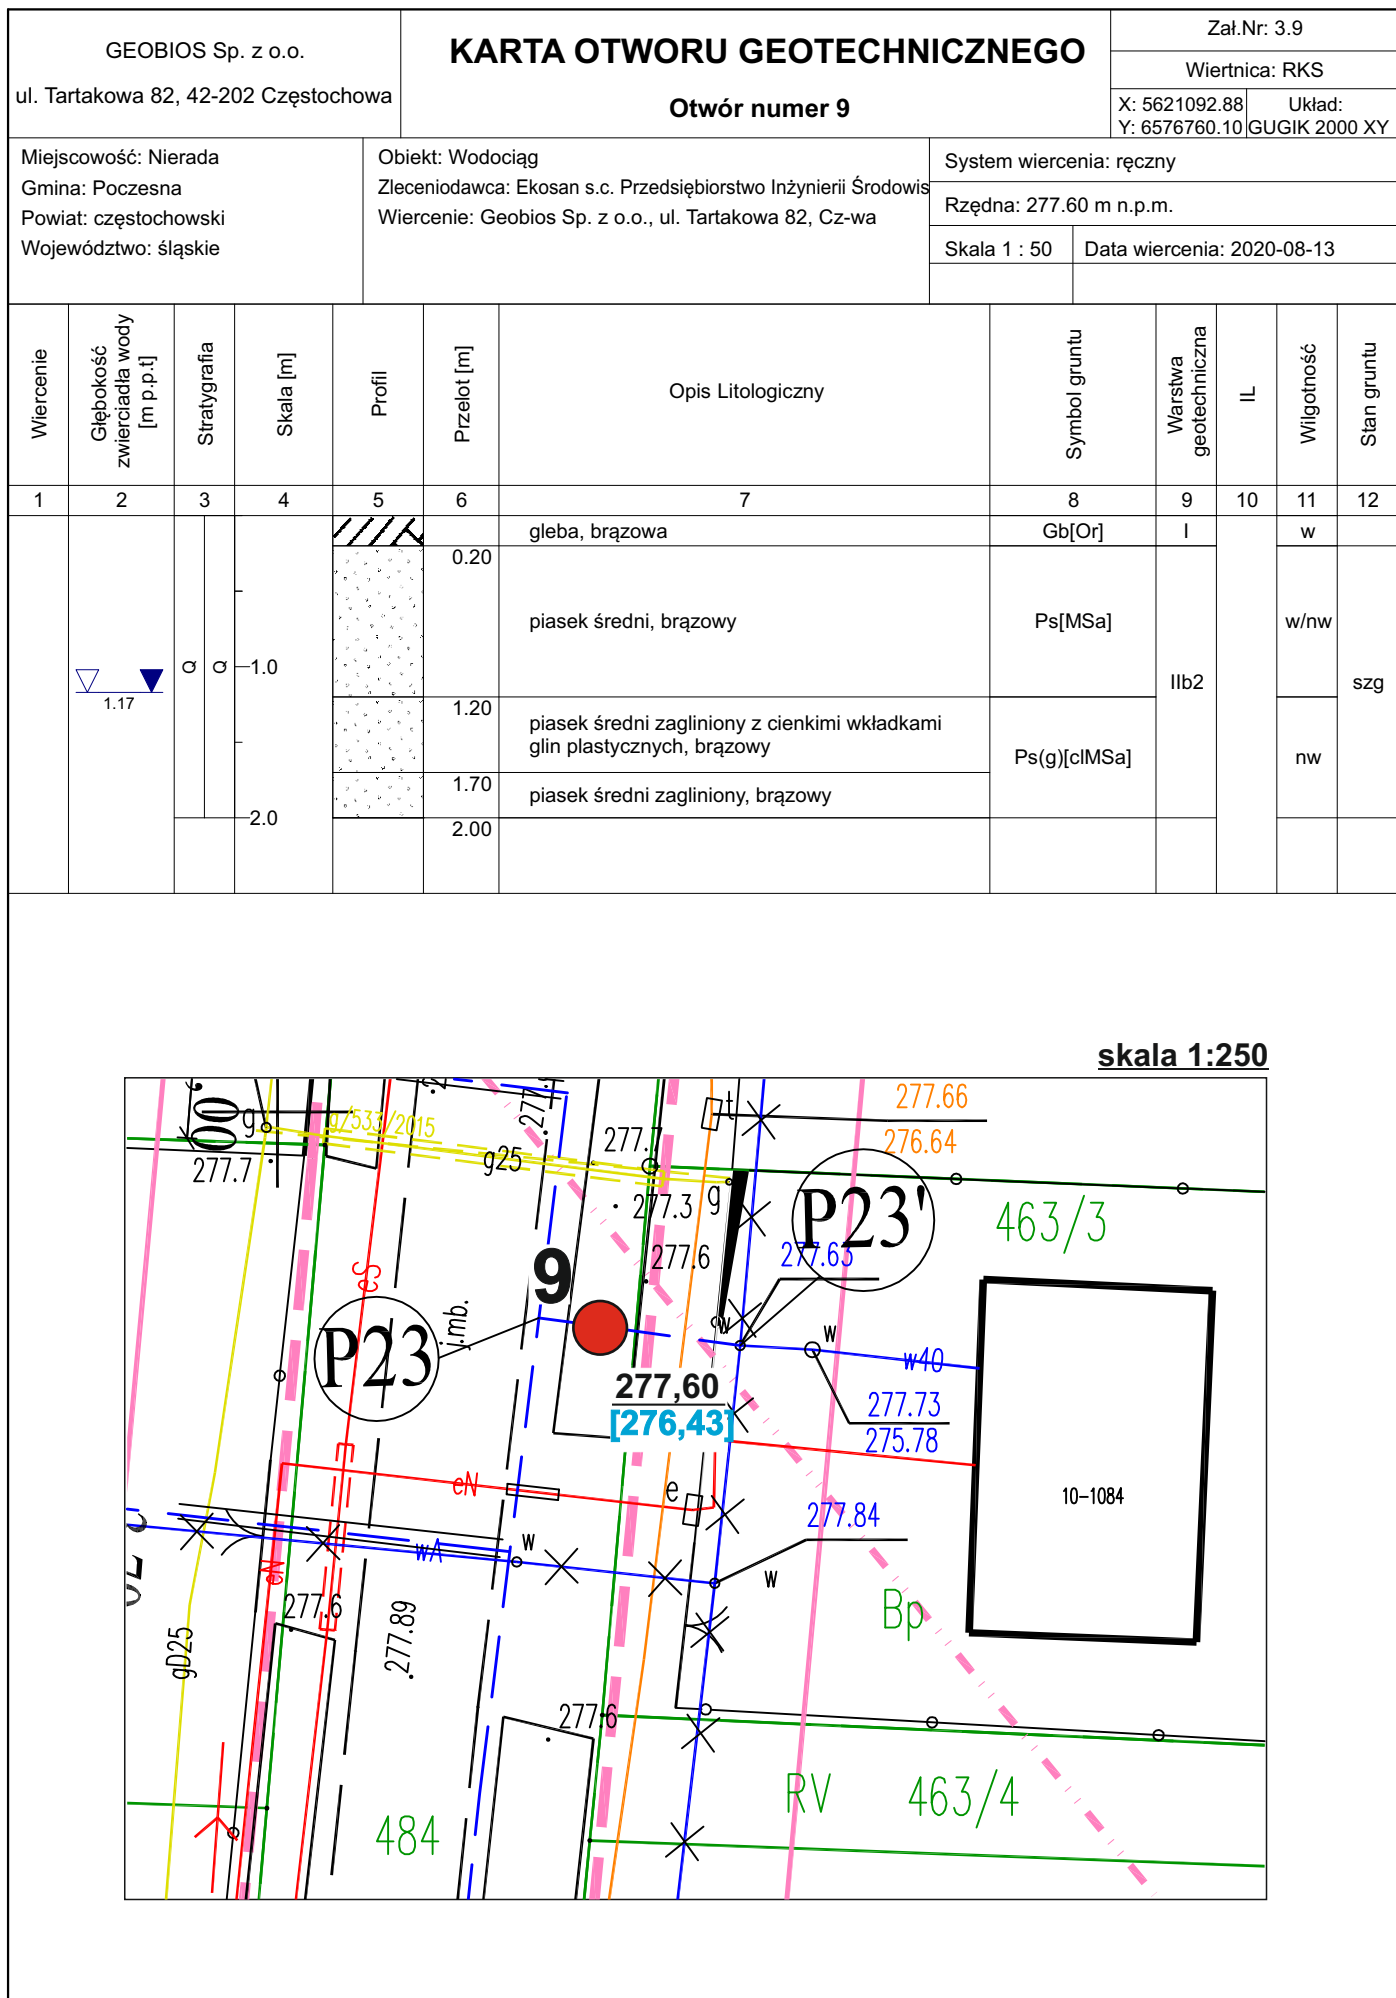 GEOBIOS Sp. z o.o.
ul. Tartakowa 82, 42-202 Częstochowa
KARTA OTWORU GEOTECHNICZNEGO
Otwór numer 9
Zał.Nr: 3.9
Wiertnica: RKS
X: 5621092.88
Y: 6576760.10
Układ:
GUGIK 2000 XY
Miejscowość: Nierada
Gmina: Poczesna
Powiat: częstochowski
Województwo: śląskie
Obiekt: Wodociąg
Zleceniodawca: Ekosan s.c. Przedsiębiorstwo Inżynierii Środowis
Wiercenie: Geobios Sp. z o.o., ul. Tartakowa 82, Cz-wa
System wiercenia: ręczny
Rzędna: 277.60 m n.p.m.
Skala 1 : 50
Data wiercenia: 2020-08-13
Wiercenie
Głębokość
zwierciadła wody
[m p.p.t]
Stratygrafia
Skala [m]
Profil
Przelot [m]
Opis Litologiczny
Symbol gruntu
Warstwa
geotechniczna
IL
Wilgotność
Stan gruntu
1 2 3 4 5 6 7 8 9 10 11 12
gleba, brązowa
Gb[Or]
I
w
0.20
piasek średni, brązowy
Ps[MSa]
w/nw
Q Q
1.0
1.17
IIb2
szg
1.20
piasek średni zagliniony z cienkimi wkładkami
glin plastycznych, brązowy
Ps(g)[clMSa]
nw
1.70
piasek średni zagliniony, brązowy
2.0
2.00
skala 1:250
g
g/533/2015
277.7
g25
277.7
t
277.66
276.64
277.3
g
277.6
P23'
277.63
463/3
eS
9
j.mb.
P23
w
w
w40
277,60
[276,43]
277.73
275.78
eN
e
10-1084
277.84
wA
w
w
eN
277.6
277.89
Bp
gD25
277.6
RV
463/4
484
e